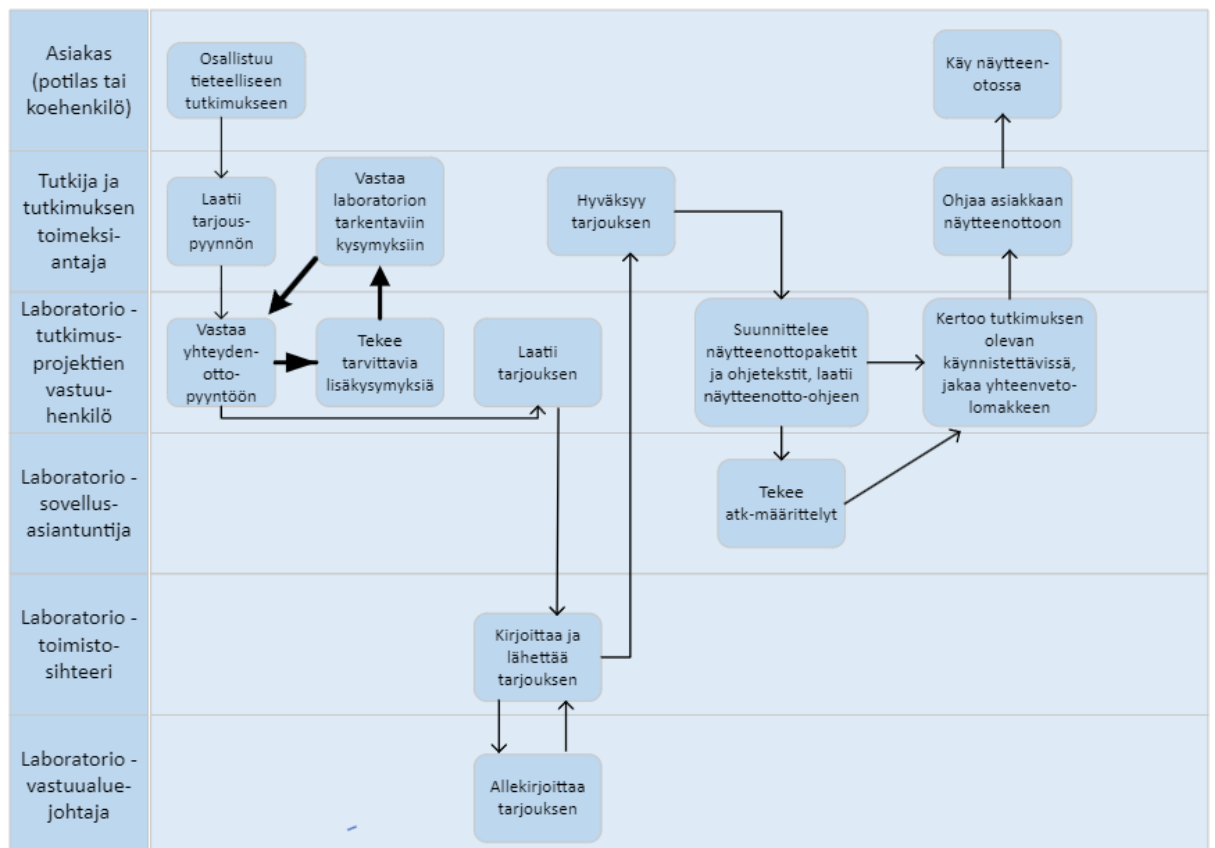 Asiakas
(potilas tai
koehenkilö)
Osallistuu
tieteelliseen
tutkimukseen
Käy näytteen-
otossa
Tutkija ja
tutkimuksen
toimeksi-
antaja
Laatii
tarjous-
pyynnön
Vastaa
laboratorion
tarkentaviin
kysymyksiin
Hyväksyy
tarjouksen
Ohjaa asiakkaan
näytteenottoon
Laboratorio -
tutkimus-
projektien
vastuu-
henkilö
Vastaa
yhteyden-
otto-
pyyntöön
Tekee
tarvittavia
lisäkysymyksiä
Laatii
tarjouksen
Suunnittelee
näytteenottopaketit
ja ohjetekstit, laatii
näytteenotto-ohjeen
Kertoo tutkimuksen
olevan
käynnistettävissä,
jakaa yhteenveto-
lomakkeen
Laboratorio -
sovellus-
asiantuntija
Tekee
atk-määrittelyt
Laboratorio -
toimisto-
sihteeri
Kirjoittaa ja
lähettää
tarjouksen
Laboratorio -
vastuualue-
johtaja
Allekirjoittaa
tarjouksen